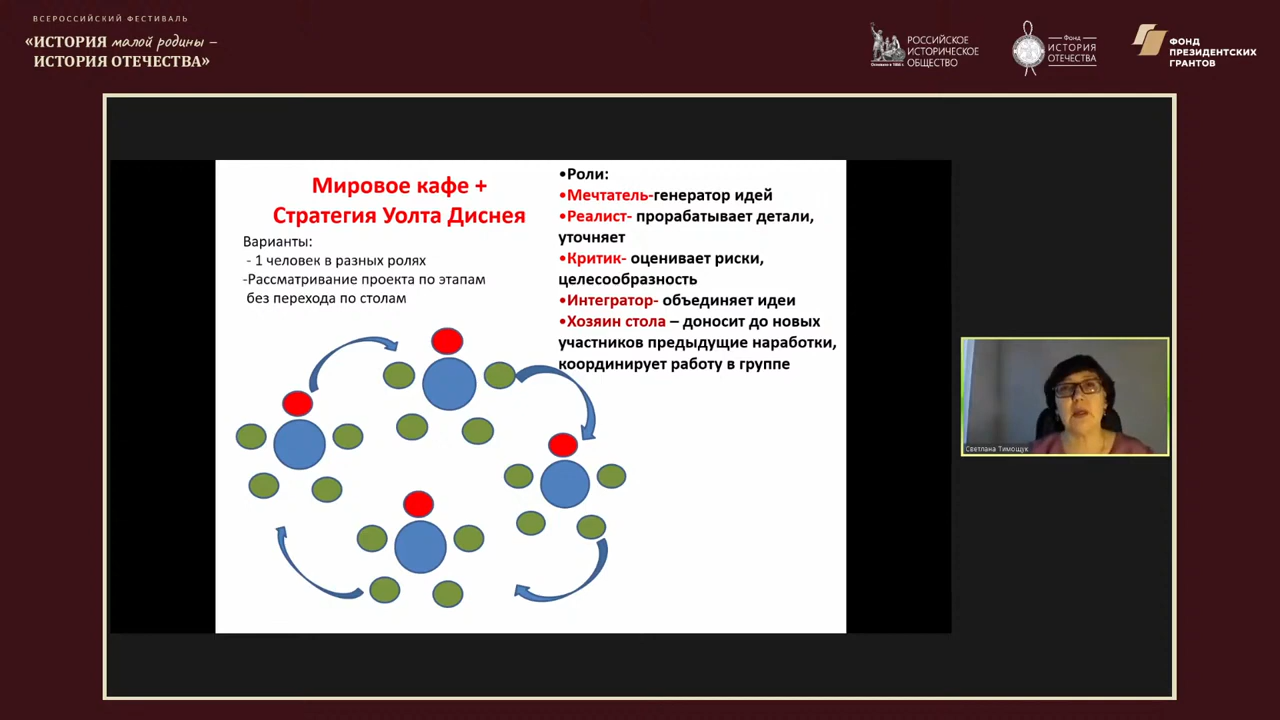 ВСЕРОССИЙСКИЙ ФЕСТИВАЛЬ
«ИСТОРИЯ малой родины –
ИСТОРИЯ ОТЕЧЕСТВА»
РОССИЙСКОЕ
ИСТОРИЧЕСКОЕ
ОБЩЕСТВО
Основано в 1866 г.
Фонд
ИСТОРИЯ
ОТЕЧЕСТВА
ФОНД
ПРЕЗИДЕНТСКИХ
ГРАНТОВ
Мировое кафе +
Стратегия Уолта Диснея
Варианты:
- 1 человек в разных ролях
-Рассматривание проекта по этапам
без перехода по столам
•Роли:
•Мечтатель-генератор идей
•Реалист- прорабатывает детали,
уточняет
•Критик- оценивает риски,
целесообразность
•Интегратор- объединяет идеи
•Хозяин стола – доносит до новых
участников предыдущие наработки,
координирует работу в группе
Светлана Тимощук